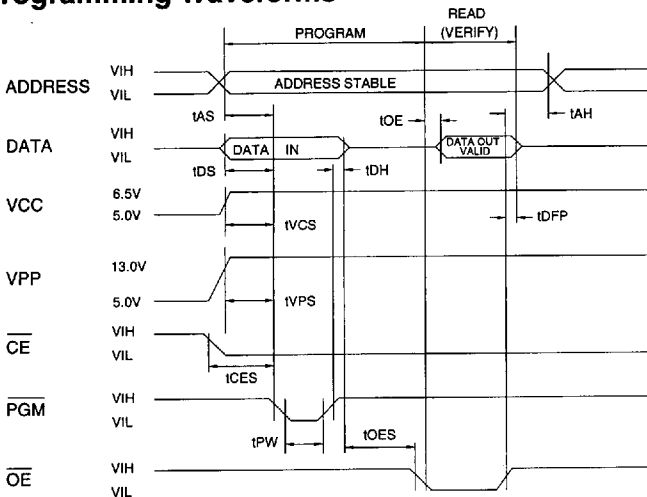 rogramming Waveforms
READ
PROGRAM (VERIFY)
ADDRESS VIH VIL ADDRESS STABLE
tAS tOE tAH
DATA VIH VIL DATA IN DATA OUT VALID
tDS tDH
VCC 6.5V 5.0V tVCS tDFP
VPP 13.0V 5.0V tVPS
CE VIH VIL
tCES
PGM VIH VIL
tPW tOES
OE VIH VIL